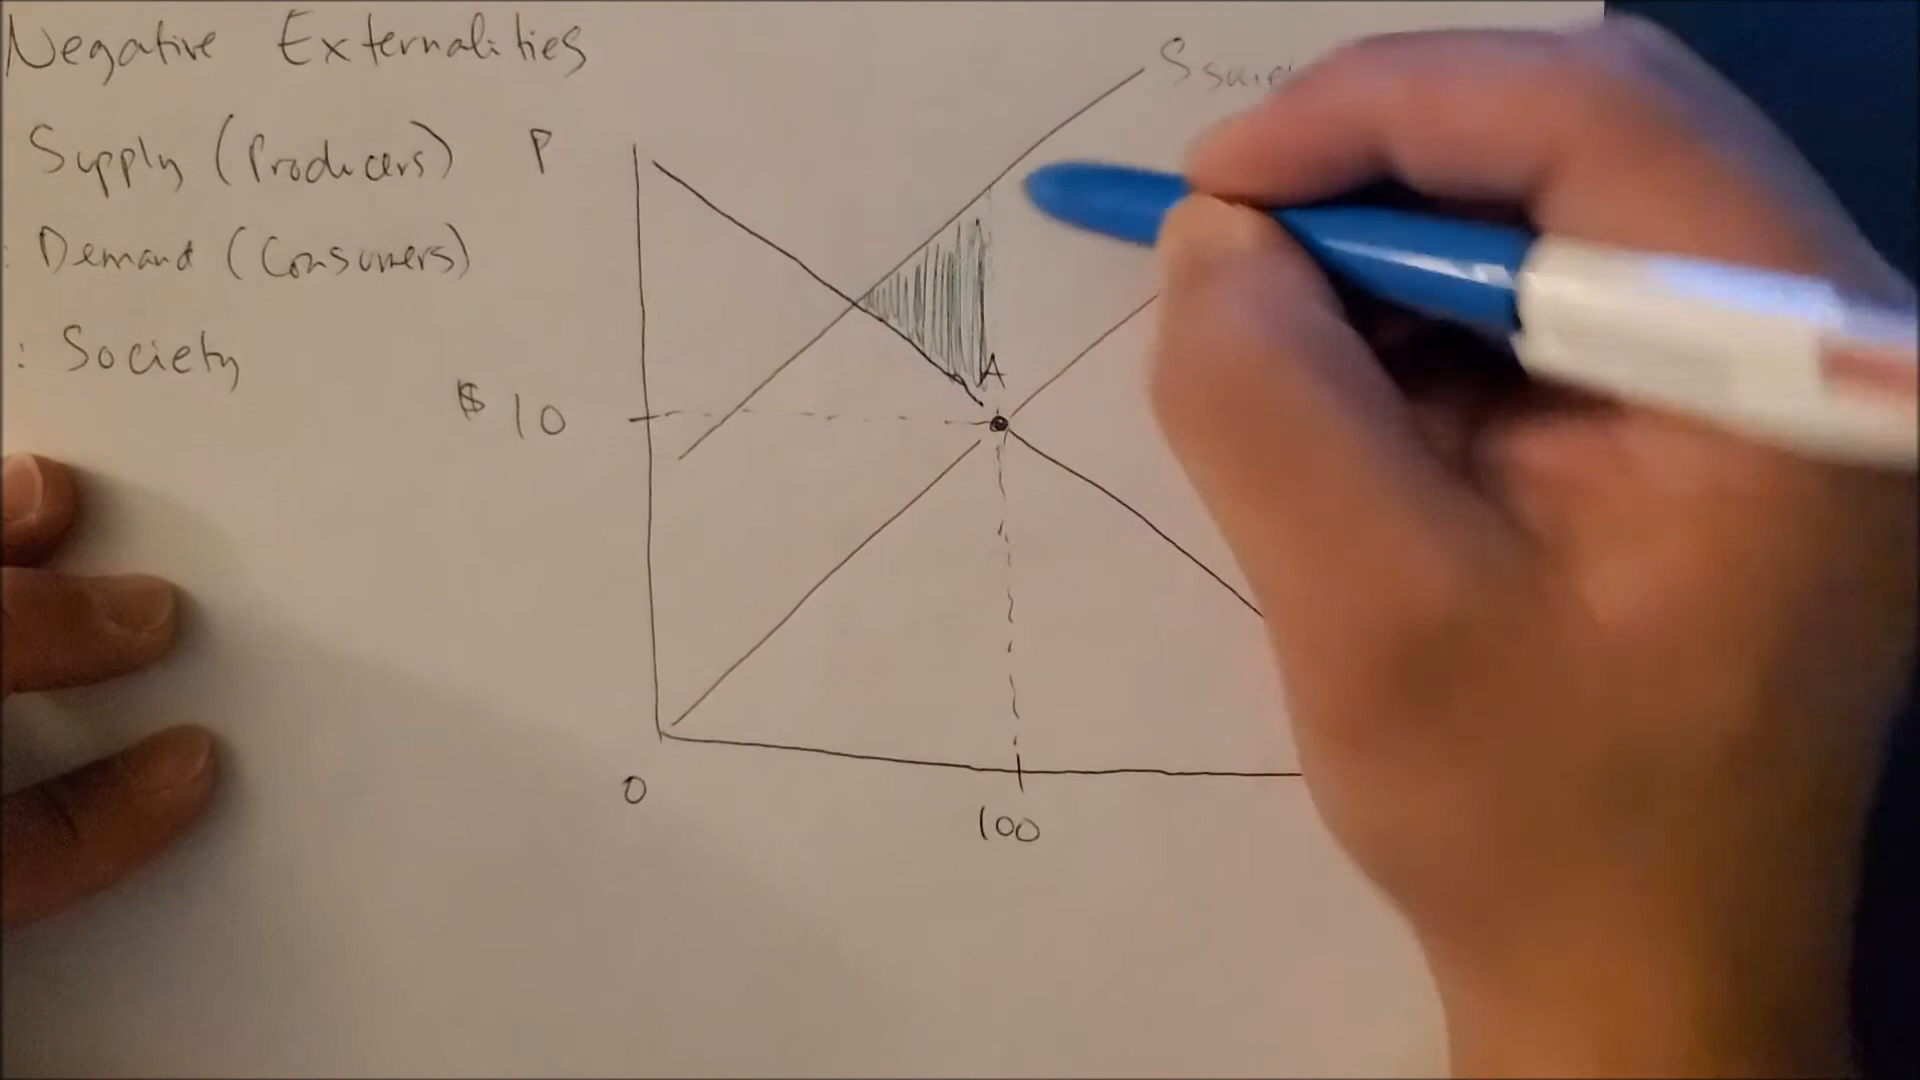 Negative Externalities
Supply (Producers)
P
: Demand (Consumers)
: Society
$10
A
0
100